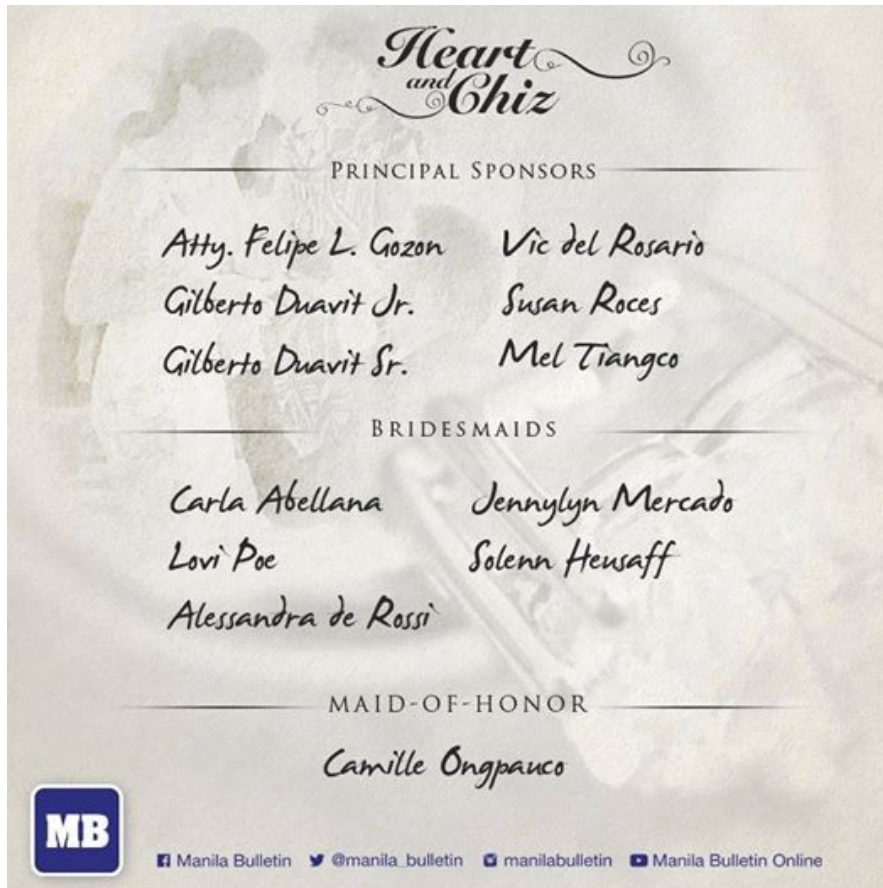 Heart
and Chiz
PRINCIPAL SPONSORS
Atty. Felipe L. Gozon Vic del Rosario
Gilberto Duavit Jr. Susan Roces
Gilberto Duavit Sr. Mel Tiangco
BRIDESMAIDS
Carla Abellana Jennylyn Mercado
Lovi Poe Solenn Heusaff
Alessandra de Rossi
MAID-OF-HONOR
Camille Ongpauco
MB
Manila Bulletin @manila_bulletin manilabulletin Manila Bulletin Online